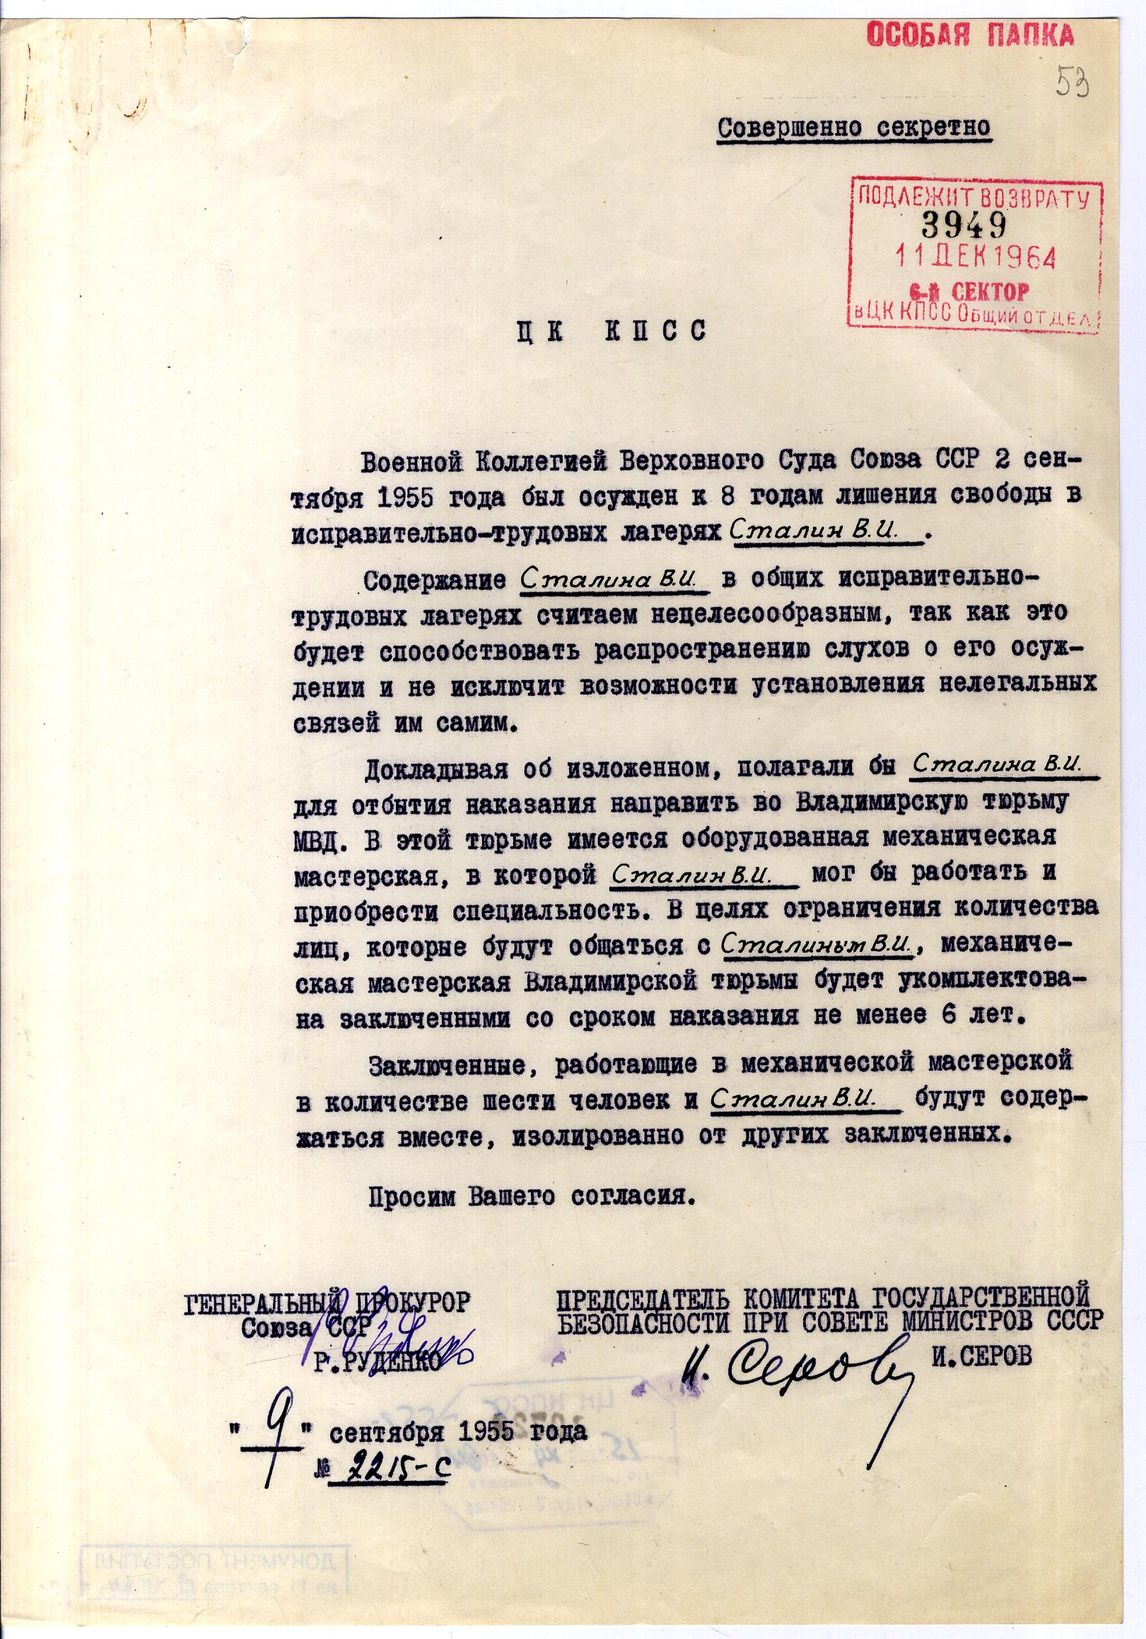 ОСОБАЯ ПАПКА
53
Совершенно секретно
ПОДЛЕЖИТ ВОЗВРАТУ
3949
11 ДЕК 1964
6-й СЕКТОР
в ЦК КПСС Общий отдел
ЦК КПСС
Военной Коллегией Верховного Суда Союза ССР 2 сен-
тября 1955 года был осужден к 8 годам лишения свободы в
исправительно-трудовых лагерях Сталин В.И.
Содержание Сталина В.И. в общих исправительно-
трудовых лагерях считаем нецелесообразным, так как это
будет способствовать распространению слухов о его осуж-
дении и не исключит возможности установления нелегальных
связей им самим.
Докладывая об изложенном, полагали бы Сталина В.И.
для отбытия наказания направить во Владимирскую тюрьму
МВД. В этой тюрьме имеется оборудованная механическая
мастерская, в которой Сталин В.И. мог бы работать и
приобрести специальность. В целях ограничения количества
лиц, которые будут общаться с Сталиным В.И., механиче-
ская мастерская Владимирской тюрьмы будет укомплектова-
на заключенными со сроком наказания не менее 6 лет.
Заключенные, работающие в механической мастерской
в количестве шести человек и Сталин В.И. будут содер-
жаться вместе, изолированно от других заключенных.
Просим Вашего согласия.
ГЕНЕРАЛЬНЫЙ ПРОКУРОР
Союза ССР
Р.РУДЕНКО
ПРЕДСЕДАТЕЛЬ КОМИТЕТА ГОСУДАРСТВЕННОЙ
БЕЗОПАСНОСТИ ПРИ СОВЕТЕ МИНИСТРОВ СССР
И. Серов И.СЕРОВ
"9" сентября 1955 года
№ 2215-с